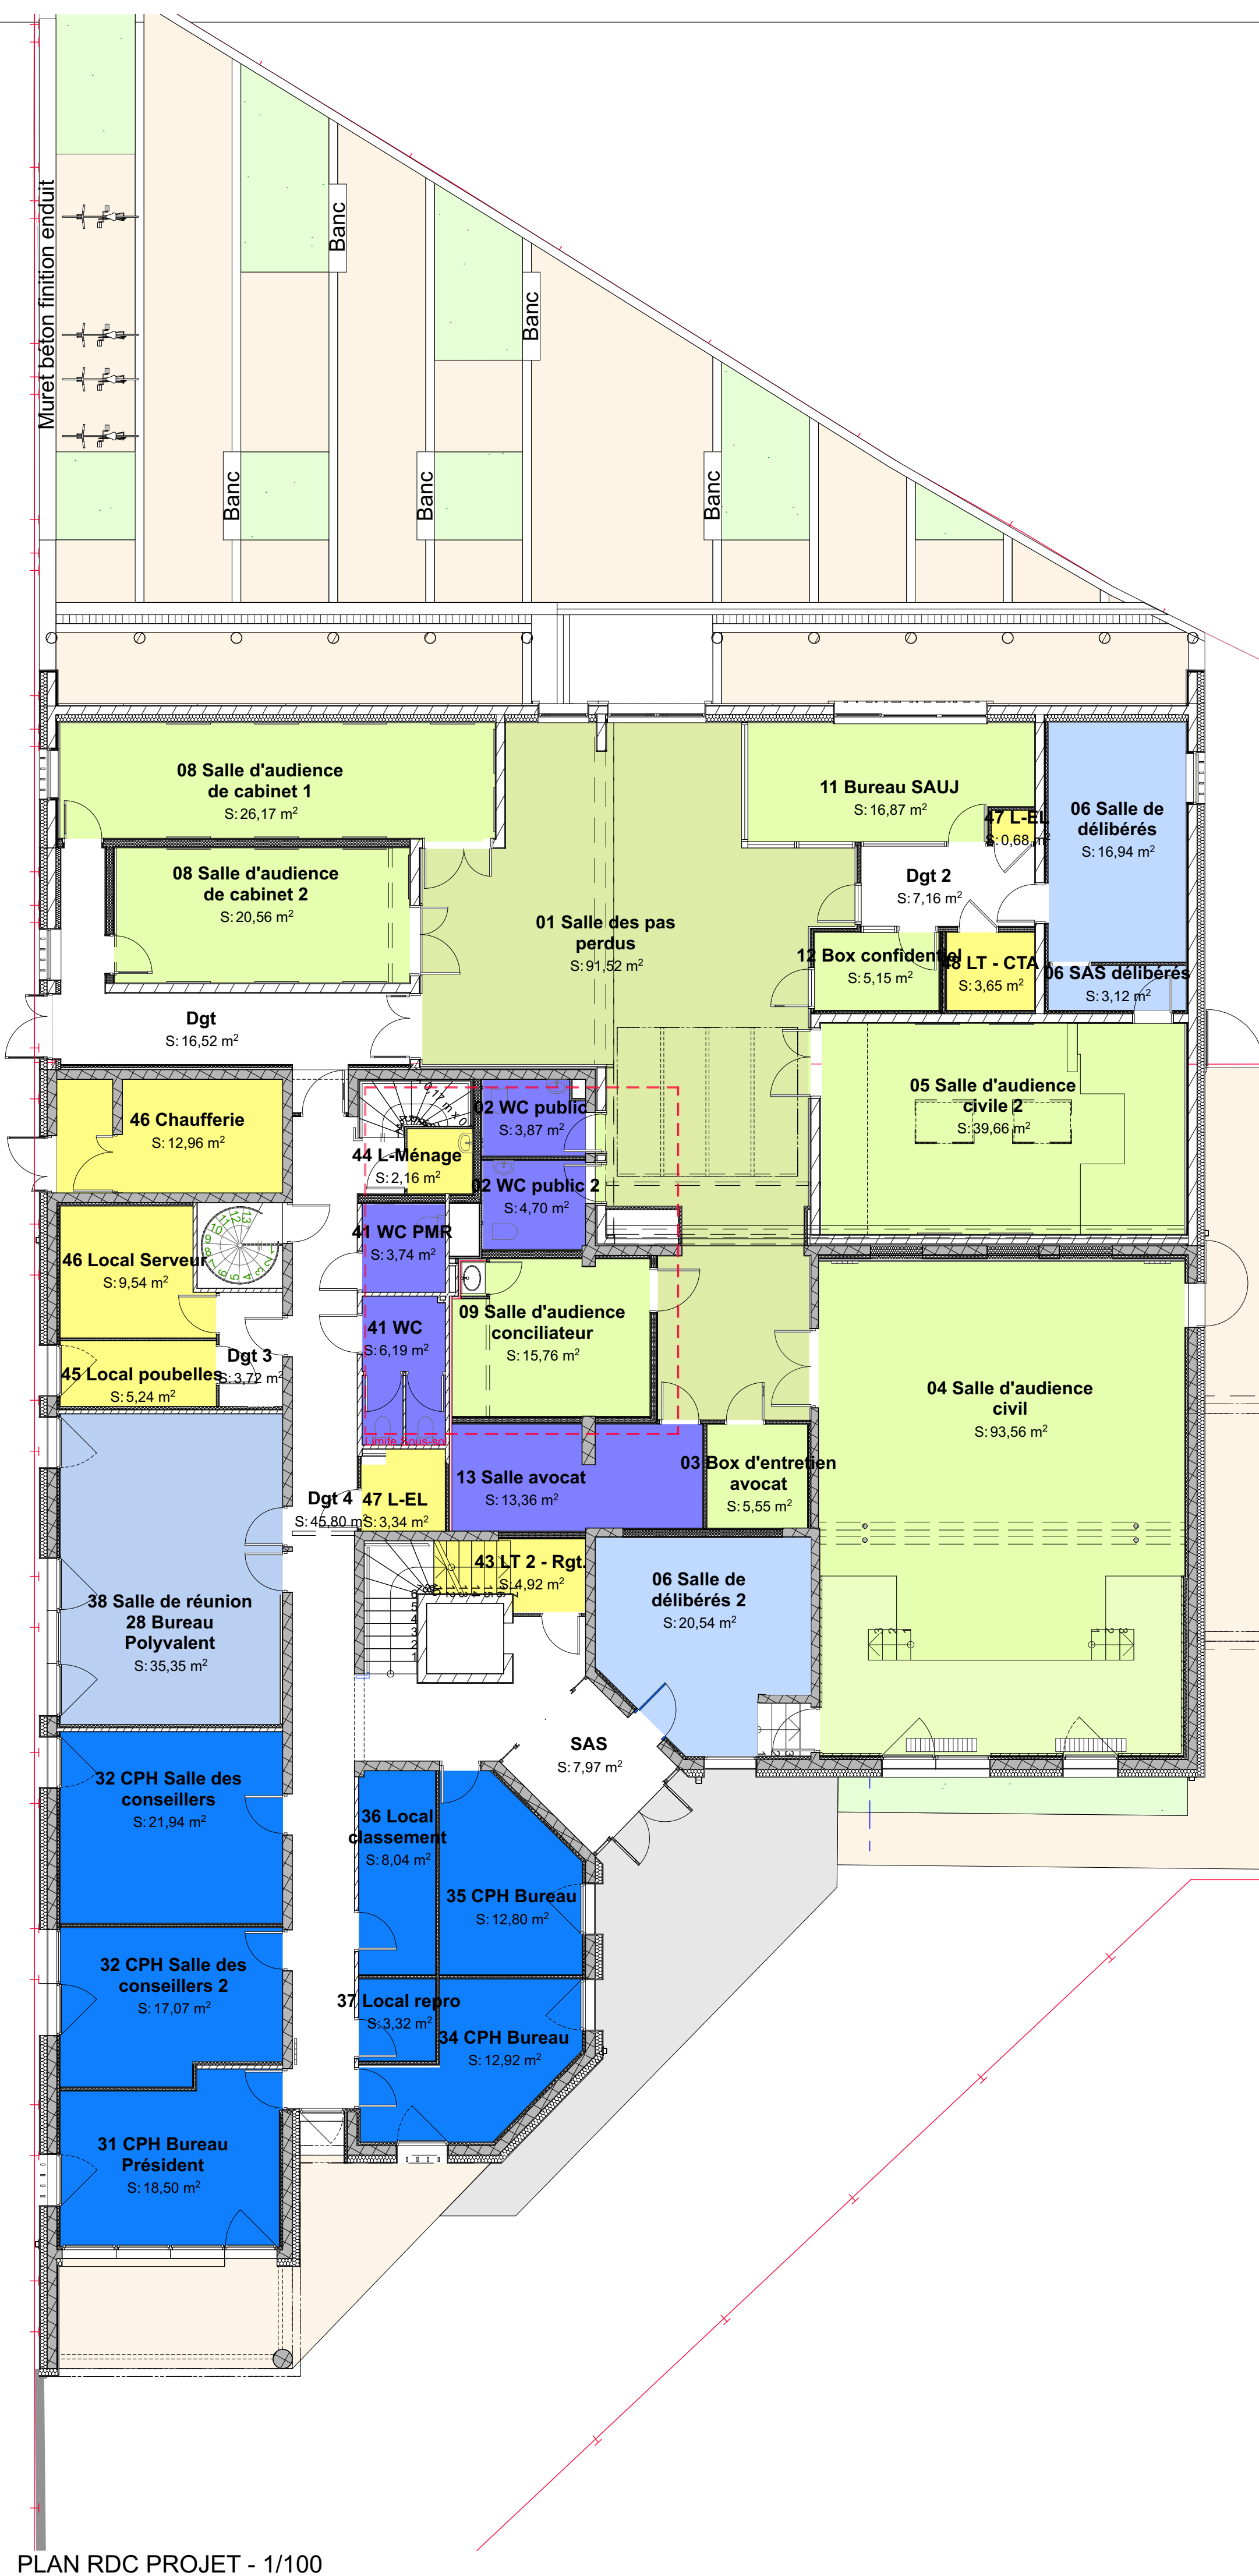 Muret béton finition enduit
Banc
Banc
Banc
Banc
Banc
08 Salle d'audience
de cabinet 1
S: 26,17 m²
11 Bureau SAUJ
S: 16,87 m²
47 L-EL
S: 0,68 m²
06 Salle de
délibérés
S: 16,94 m²
08 Salle d'audience
de cabinet 2
S: 20,56 m²
Dgt 2
S: 7,16 m²
01 Salle des pas
perdus
S: 91,52 m²
12 Box confidentiel
S: 5,15 m²
48 LT - CTA
S: 3,65 m²
06 SAS délibérés
S: 3,12 m²
Dgt
S: 16,52 m²
05 Salle d'audience
civile 2
S: 39,66 m²
46 Chaufferie
S: 12,96 m²
02 WC public
S: 3,87 m²
44 L-Ménage
S: 2,16 m²
02 WC public 2
S: 4,70 m²
41 WC PMR
S: 3,74 m²
46 Local Serveur
S: 9,54 m²
09 Salle d'audience
conciliateur
S: 15,76 m²
41 WC
S: 6,19 m²
Dgt 3
S: 3,72 m²
45 Local poubelles
S: 5,24 m²
04 Salle d'audience
civil
S: 93,56 m²
13 Salle avocat
S: 13,36 m²
03 Box d'entretien
avocat
S: 5,55 m²
Dgt 4
S: 45,80 m²
47 L-EL
S: 3,34 m²
43 LT 2 - Rgt.
S: 4,92 m²
06 Salle de
délibérés 2
S: 20,54 m²
38 Salle de réunion
28 Bureau
Polyvalent
S: 35,35 m²
SAS
S: 7,97 m²
32 CPH Salle des
conseillers
S: 21,94 m²
36 Local
classement
S: 8,04 m²
35 CPH Bureau
S: 12,80 m²
32 CPH Salle des
conseillers 2
S: 17,07 m²
37 Local repro
S: 3,32 m²
34 CPH Bureau
S: 12,92 m²
31 CPH Bureau
Président
S: 18,50 m²
PLAN RDC PROJET - 1/100